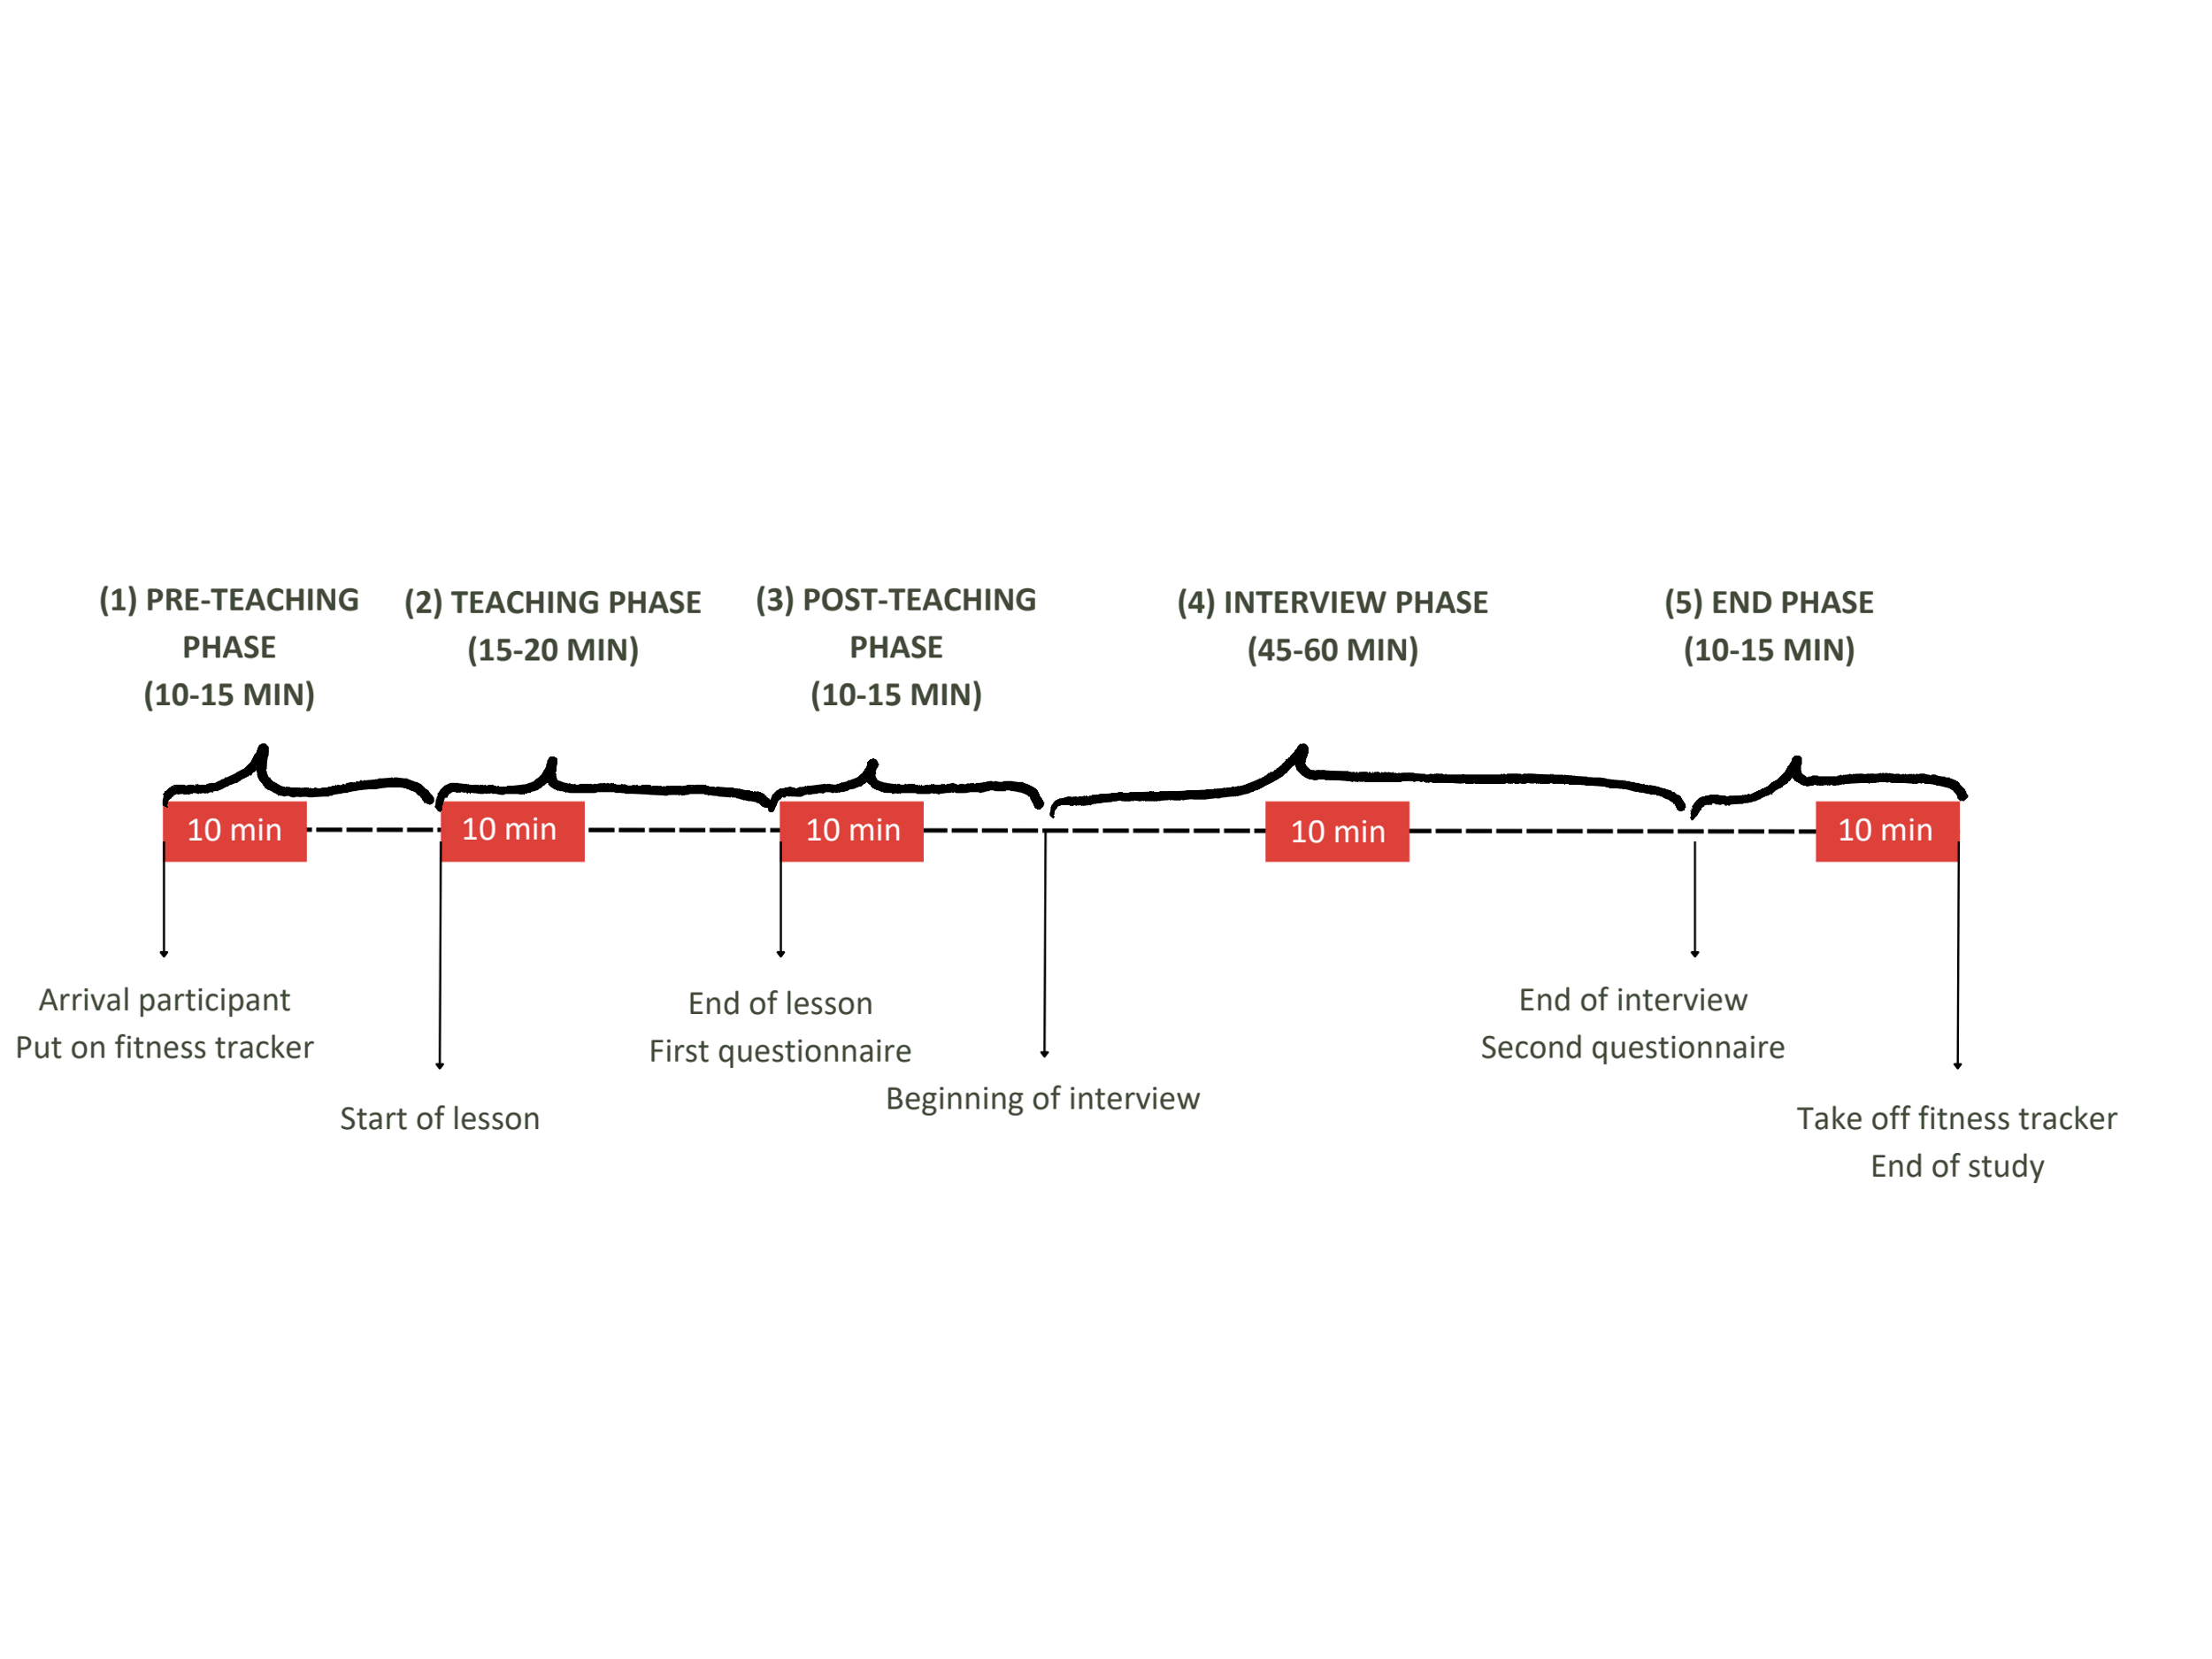 (1) PRE-TEACHING
PHASE
(10-15 MIN)
(2) TEACHING PHASE
(15-20 MIN)
(3) POST-TEACHING
PHASE
(10-15 MIN)
(4) INTERVIEW PHASE
(45-60 MIN)
(5) END PHASE
(10-15 MIN)
10 min
10 min
10 min
10 min
10 min
Arrival participant
Put on fitness tracker
Start of lesson
End of lesson
First questionnaire
Beginning of interview
End of interview
Second questionnaire
Take off fitness tracker
End of study